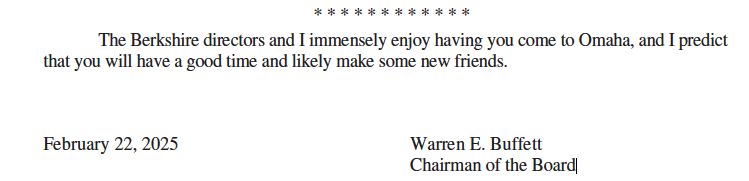 * * * * * * * * * * * *
The Berkshire directors and I immensely enjoy having you come to Omaha, and I predict
that you will have a good time and likely make some new friends.
February 22, 2025 Warren E. Buffett
Chairman of the Board